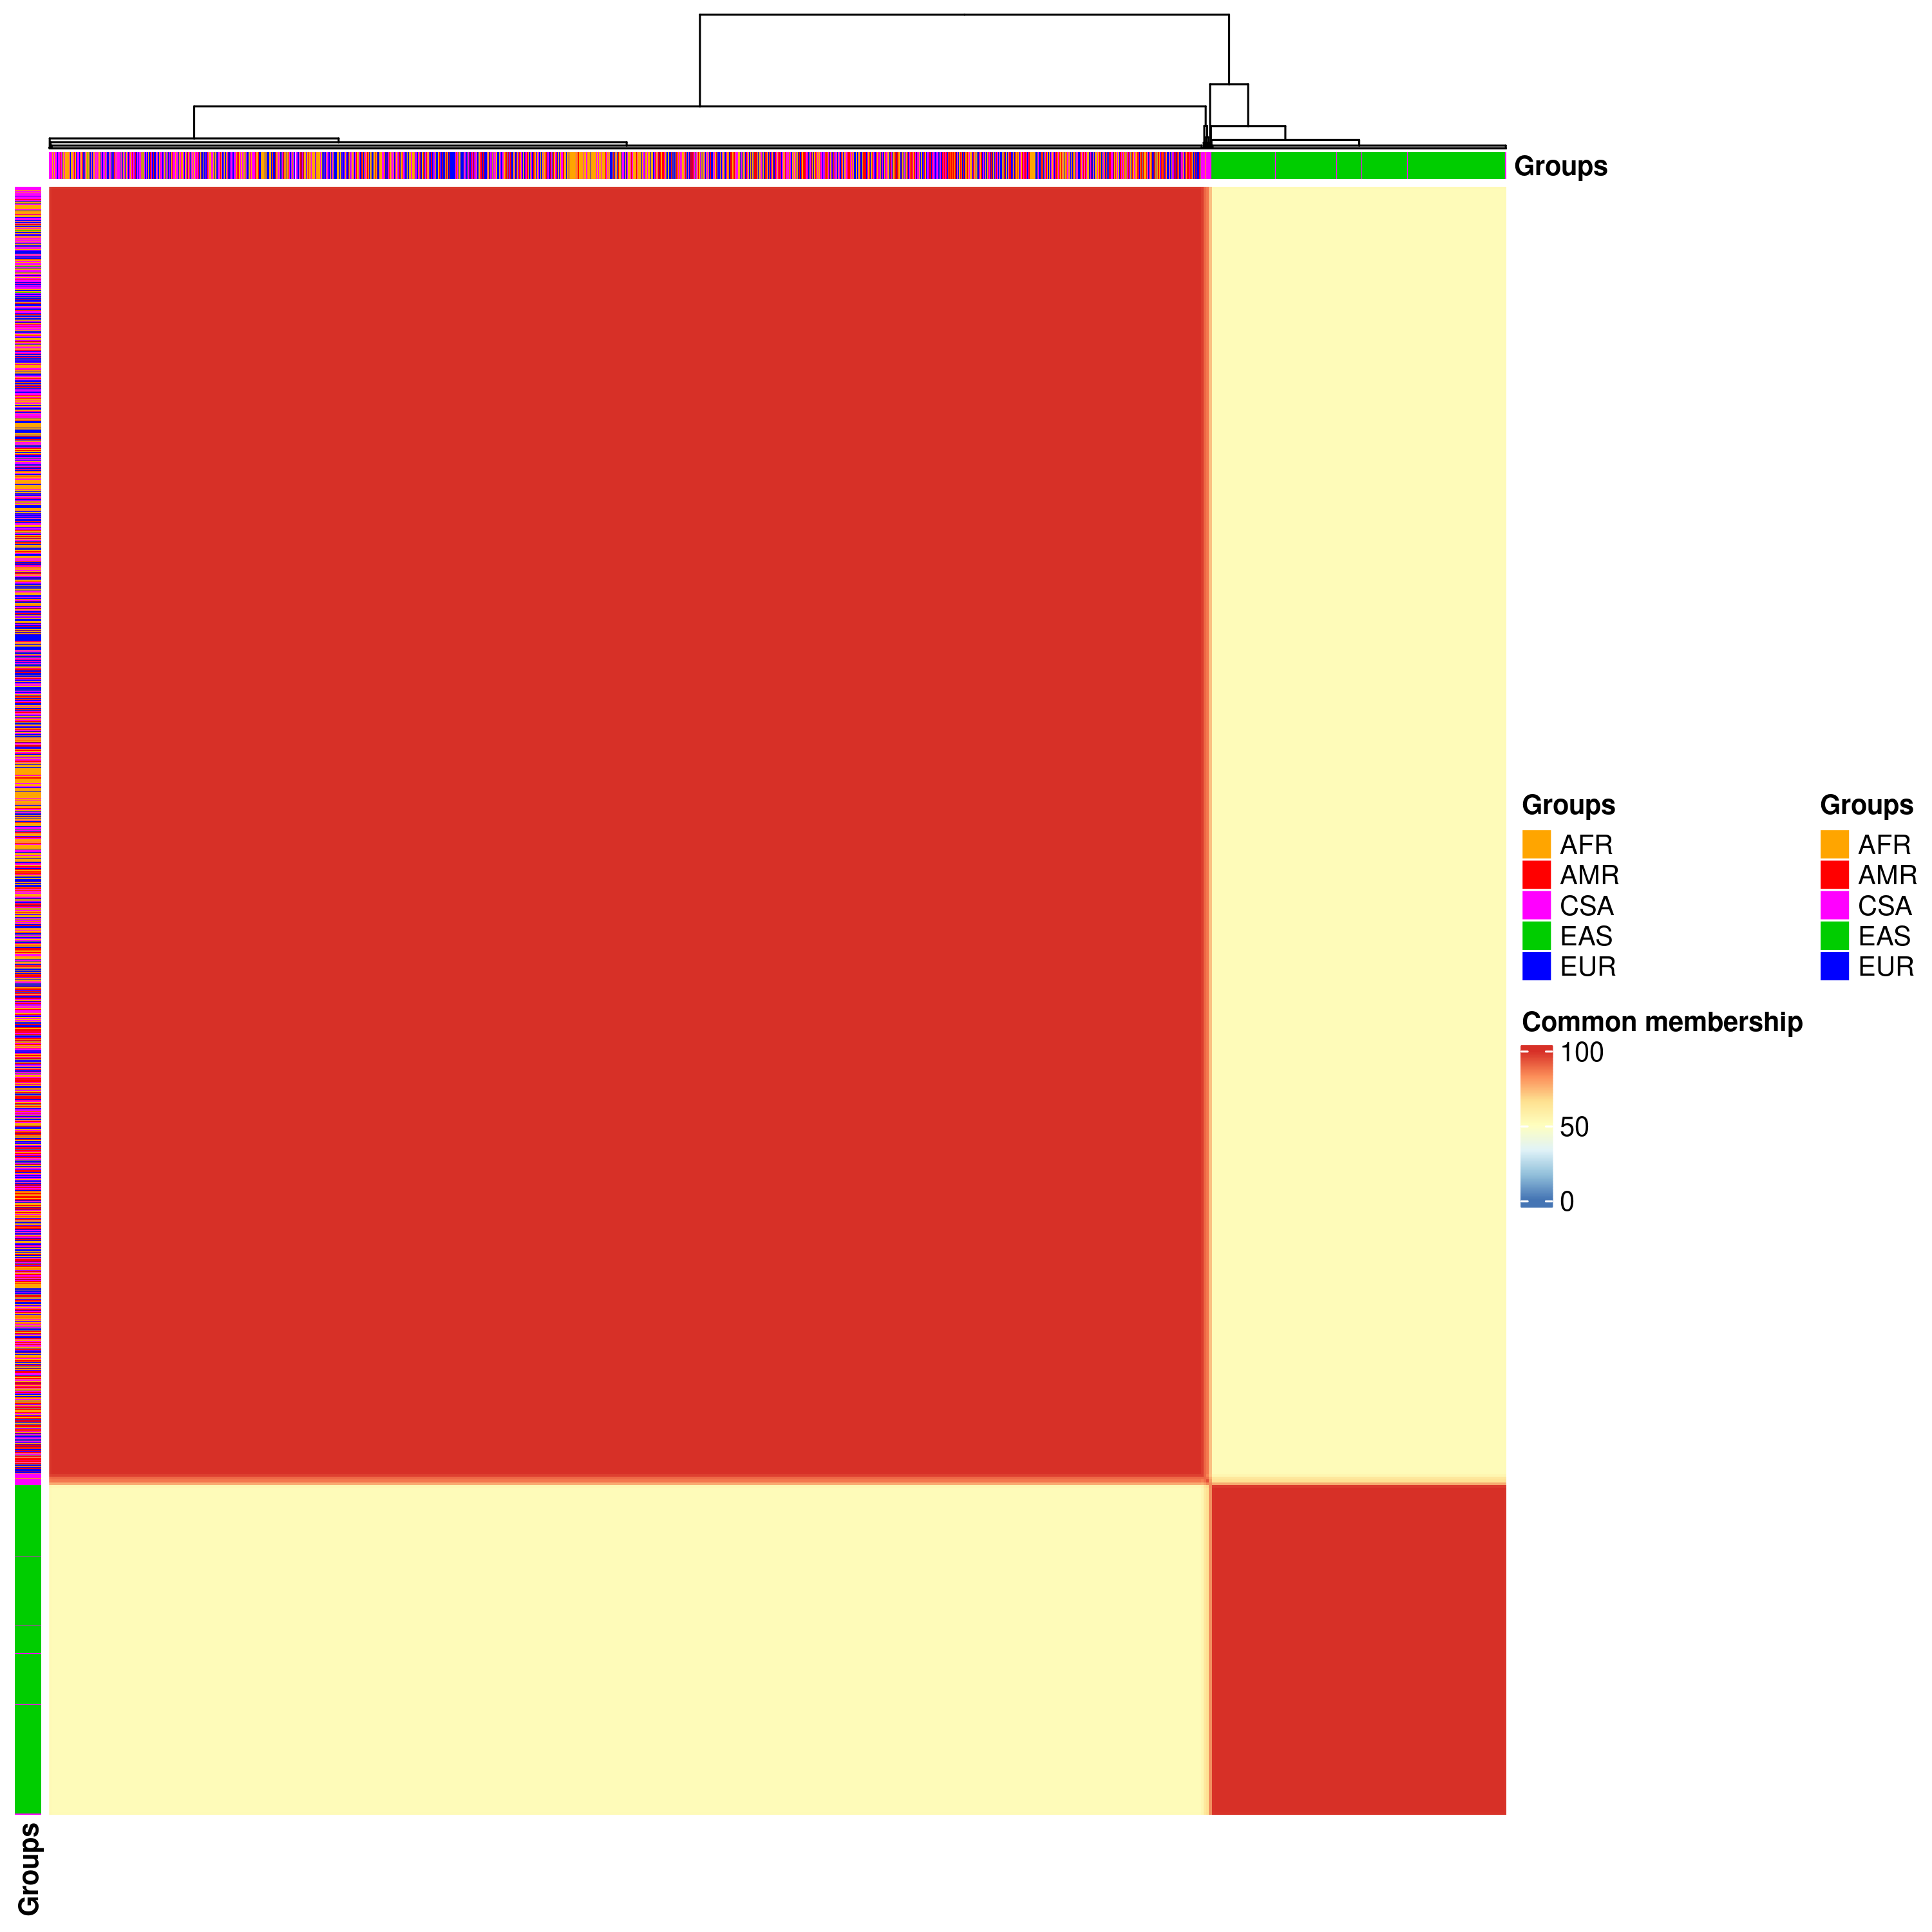 Groups
Groups
AFR
AMR
CSA
EAS
EUR
Groups
AFR
AMR
CSA
EAS
EUR
Common membership
100
50
0
Groups